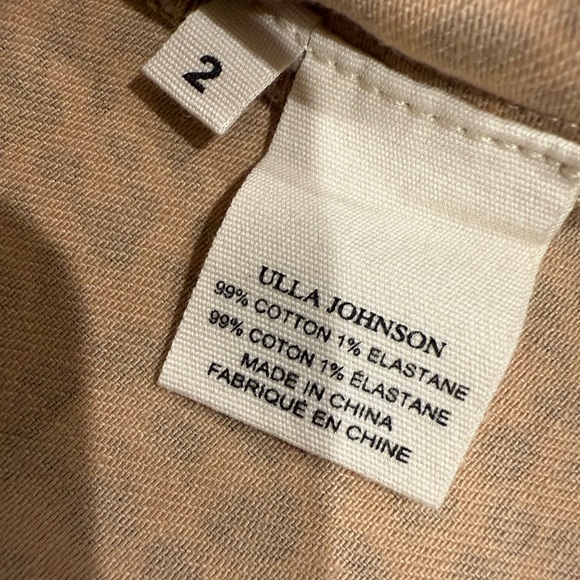 2
ULLA JOHNSON
99% COTTON 1% ELASTANE
99% COTON 1% ÉLASTANE
MADE IN CHINA
FABRIQUÉ EN CHINE